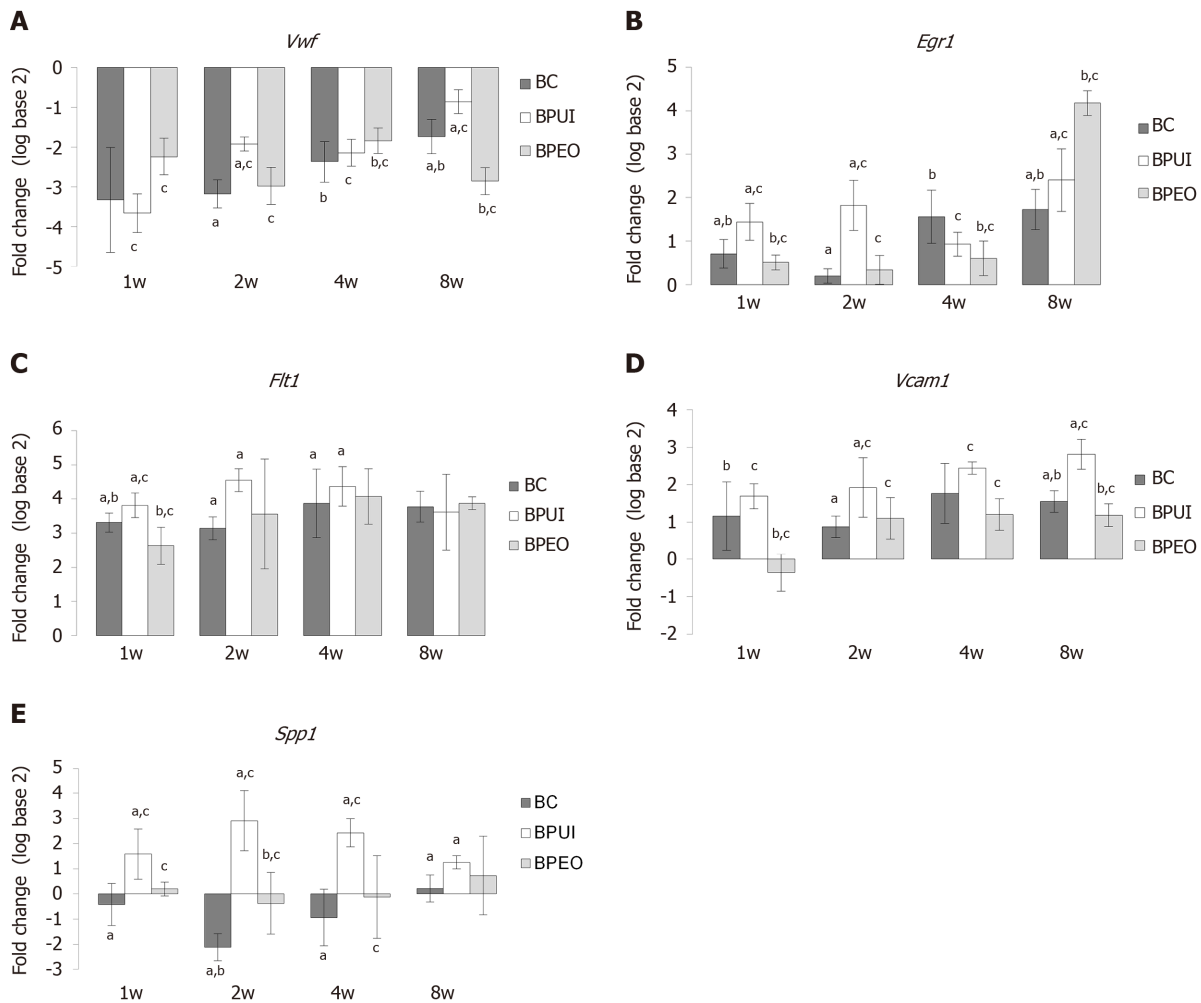 A
Vwf
Fold change (log base 2)
0
-1
-2
-3
-4
-5
c
a
a,c
c
b
c
b,c
a,b
a,c
b,c
c
1w
2w
4w
8w
BC
BPUI
BPEO
B
Egr1
Fold change (log base 2)
5
4
3
2
1
0
a,b
a,c
b,c
a
a,c
c
b
c
b,c
a,b
a,c
b,c
1w
2w
4w
8w
BC
BPUI
BPEO
C
Flt1
Fold change (log base 2)
6
5
4
3
2
1
0
a,b
a,c
b,c
a
a
a
a
1w
2w
4w
8w
BC
BPUI
BPEO
D
Vcam1
Fold change (log base 2)
4
3
2
1
0
-1
-2
b
c
b,c
a
a,c
c
c
c
a,b
a,c
b,c
1w
2w
4w
8w
BC
BPUI
BPEO
E
Spp1
Fold change (log base 2)
5
4
3
2
1
0
-1
-2
-3
a
a,c
c
a,b
a,c
b,c
a
a,c
c
a
a
1w
2w
4w
8w
BC
BPUI
BPEO